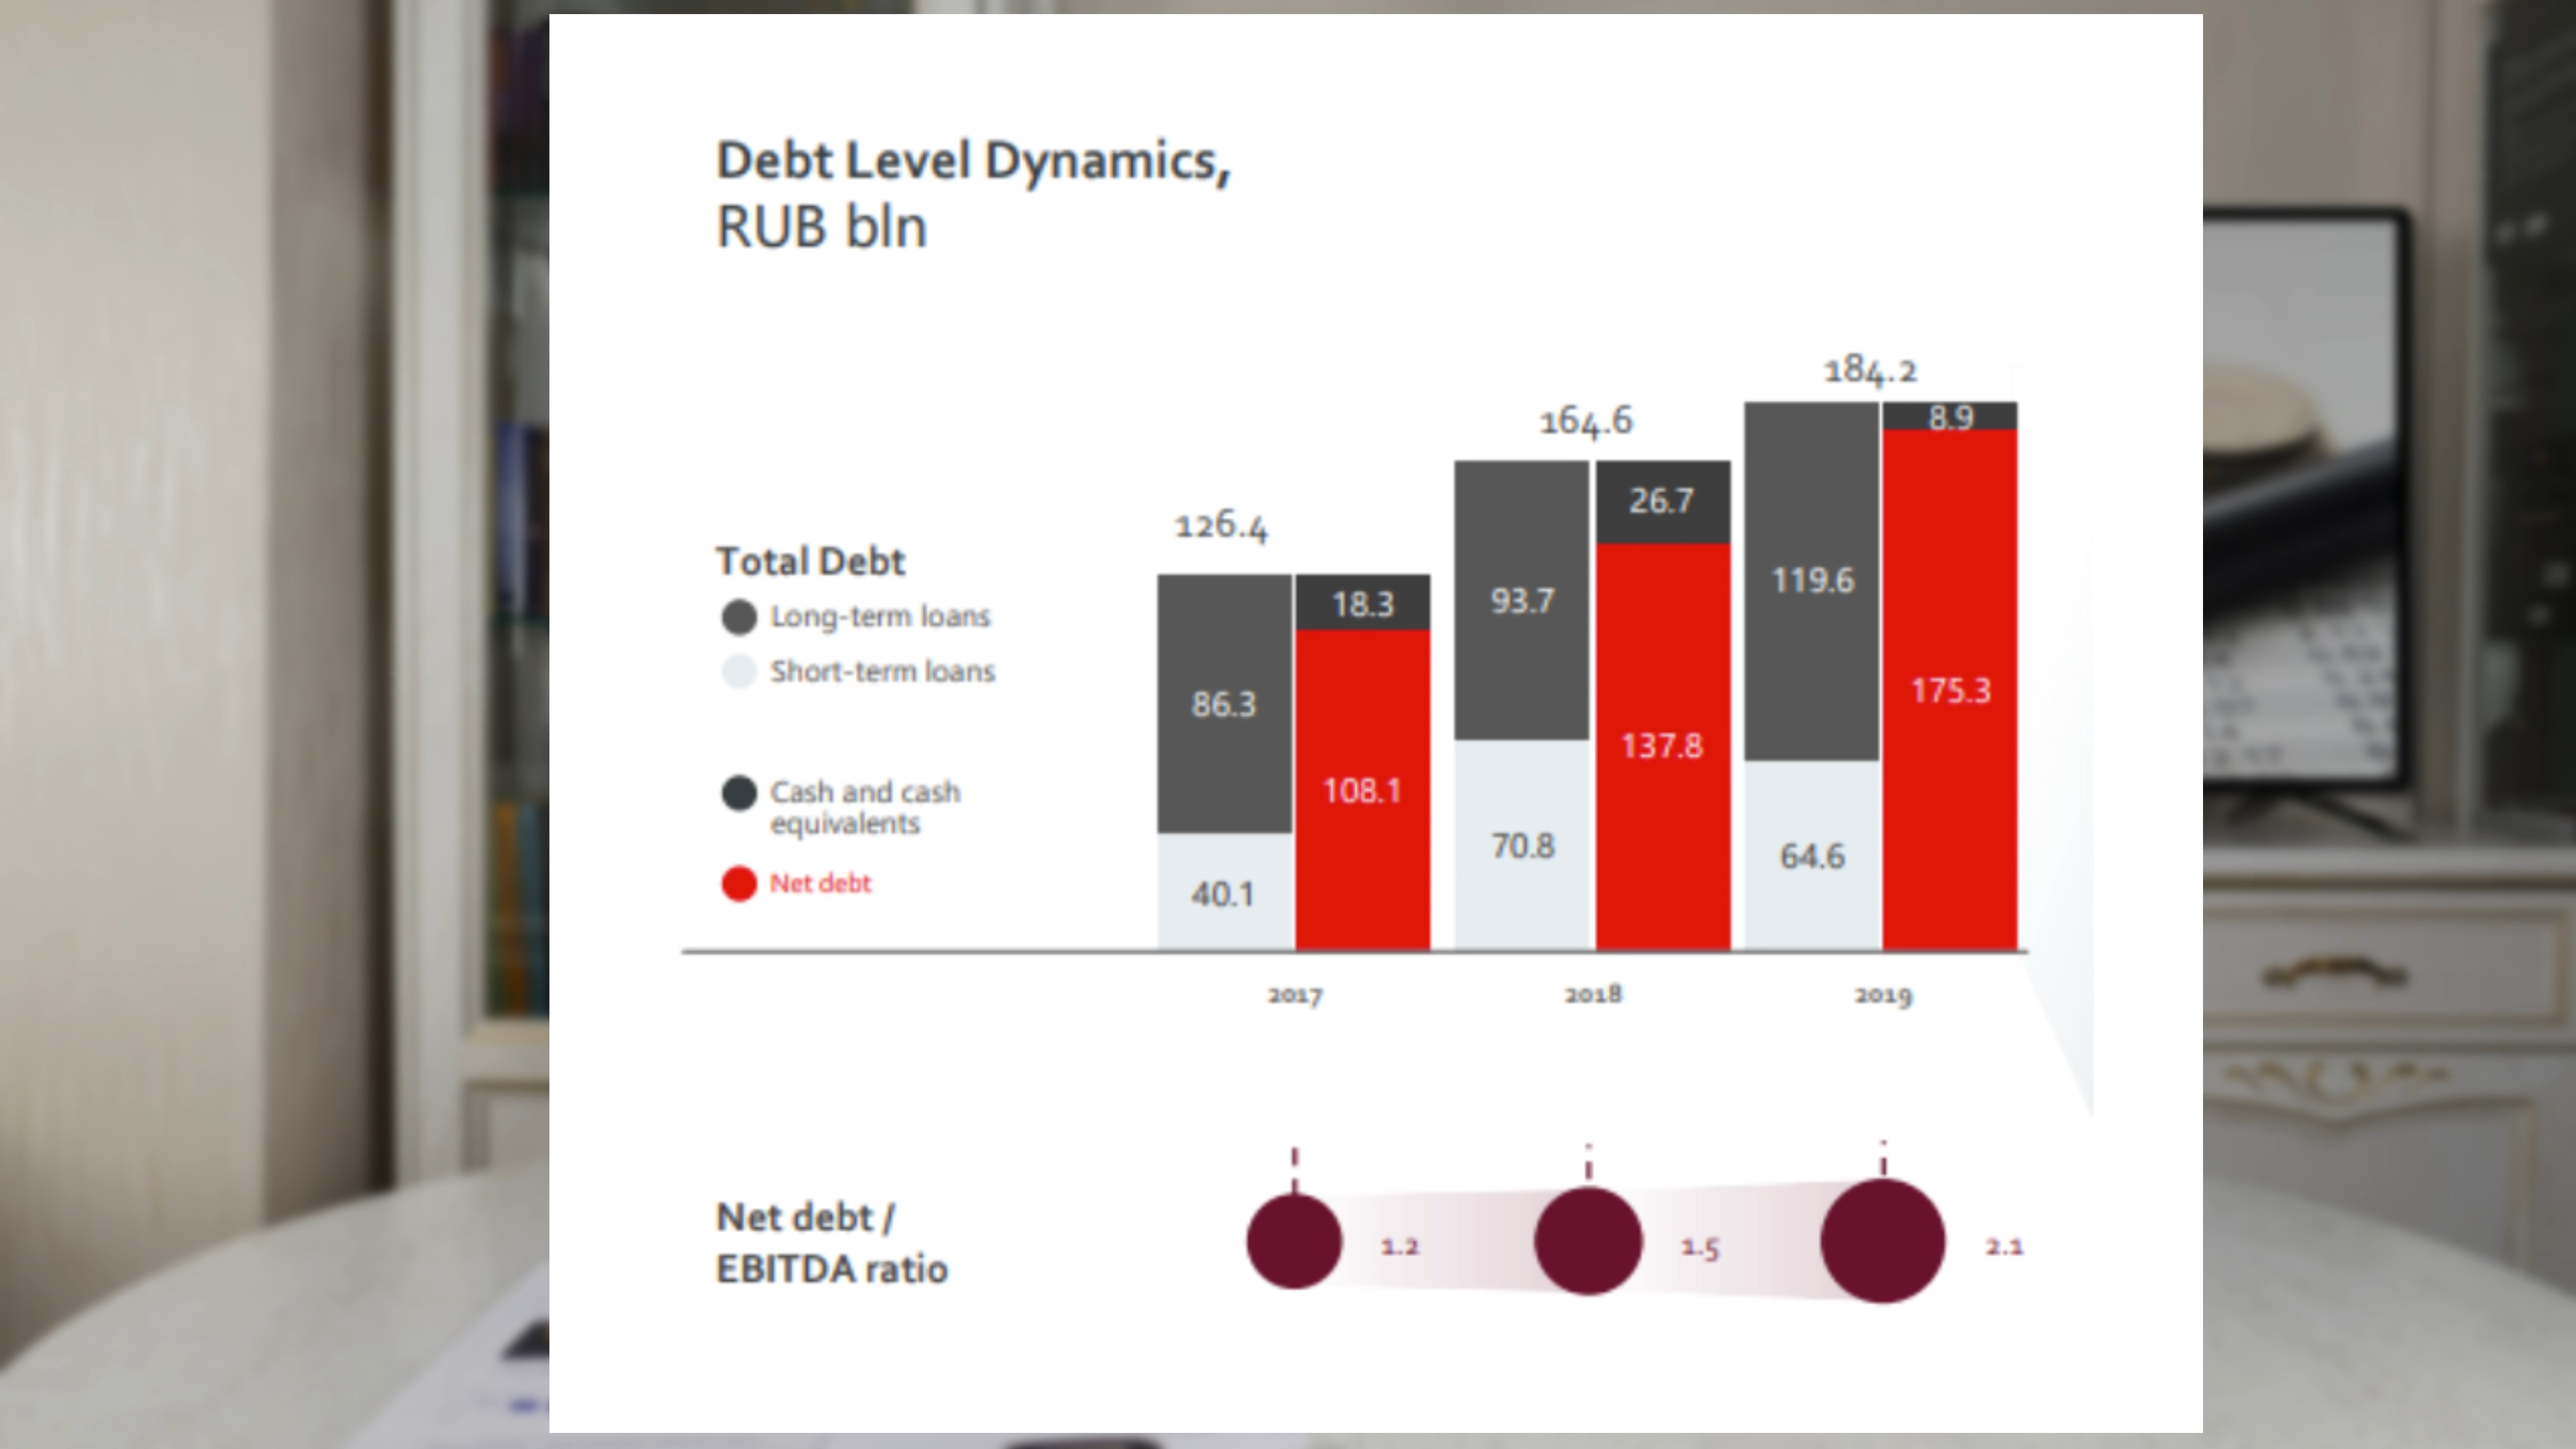 Debt Level Dynamics,
RUB bln
184.2
164.6
126.4
8.9
26.7
18.3
119.6
93.7
86.3
175.3
137.8
108.1
64.6
70.8
40.1
Total Debt
Long-term loans
Short-term loans
Cash and cash
equivalents
Net debt
2017 2018 2019
Net debt /
EBITDA ratio
1.2 1.5 2.1